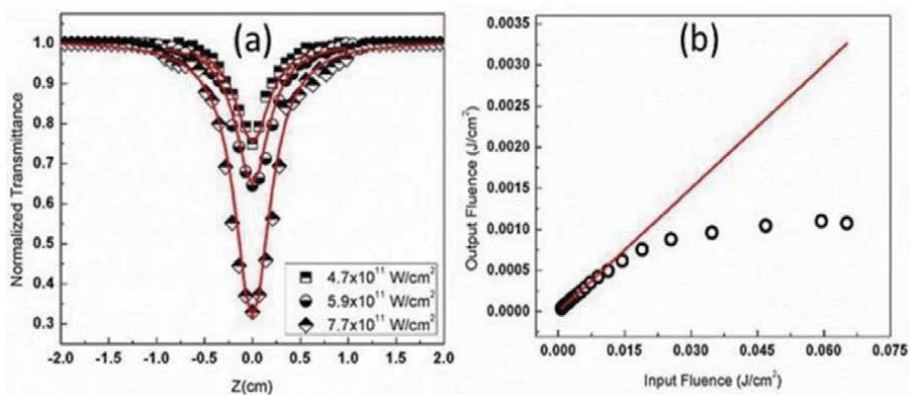 (a)
Normalized Transmittance
1.0
0.9
0.8
0.7
0.6
0.5
0.4
0.3
4.7x10¹¹ W/cm²
5.9x10¹¹ W/cm²
7.7x10¹¹ W/cm²
-2.0 -1.5 -1.0 -0.5 0.0 0.5 1.0 1.5 2.0
Z(cm)
(b)
Output Fluence (J/cm²)
0.0035
0.0030
0.0025
0.0020
0.0015
0.0010
0.0005
0.0000
0.000 0.015 0.030 0.045 0.060 0.075
Input Fluence (J/cm²)